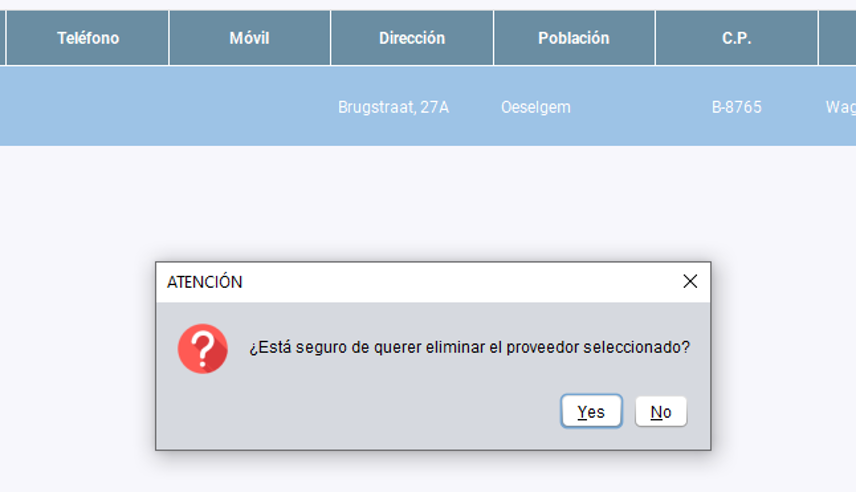 Teléfono Móvil Dirección Población C.P.
Brugstraat, 27A Oeselgem B-8765 Wag
ATENCIÓN
¿Está seguro de querer eliminar el proveedor seleccionado?
Yes No